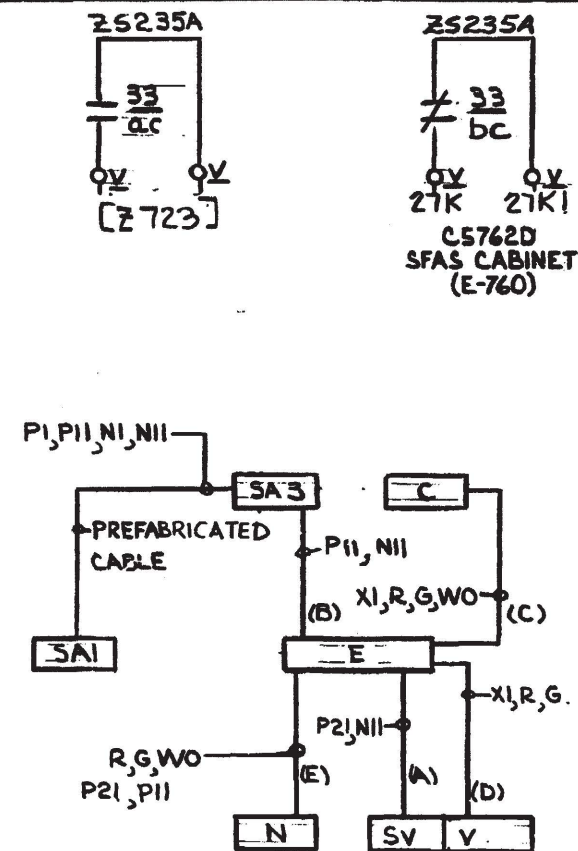 ZS235A
33
ac
V
V
[Z723]
ZS235A
33
bc
V
V
27K
27K1
C5762D
SFAS CABINET
(E-760)
P1,P11,N1,N11
SA3
C
PREFABRICATED
CABLE
P11,N11
X1,R,G,WO
(B)
(C)
SA1
E
X1,R,G.
P21,N11
R,G,WO
P21,P11
(E)
(A)
(D)
N
SV
V